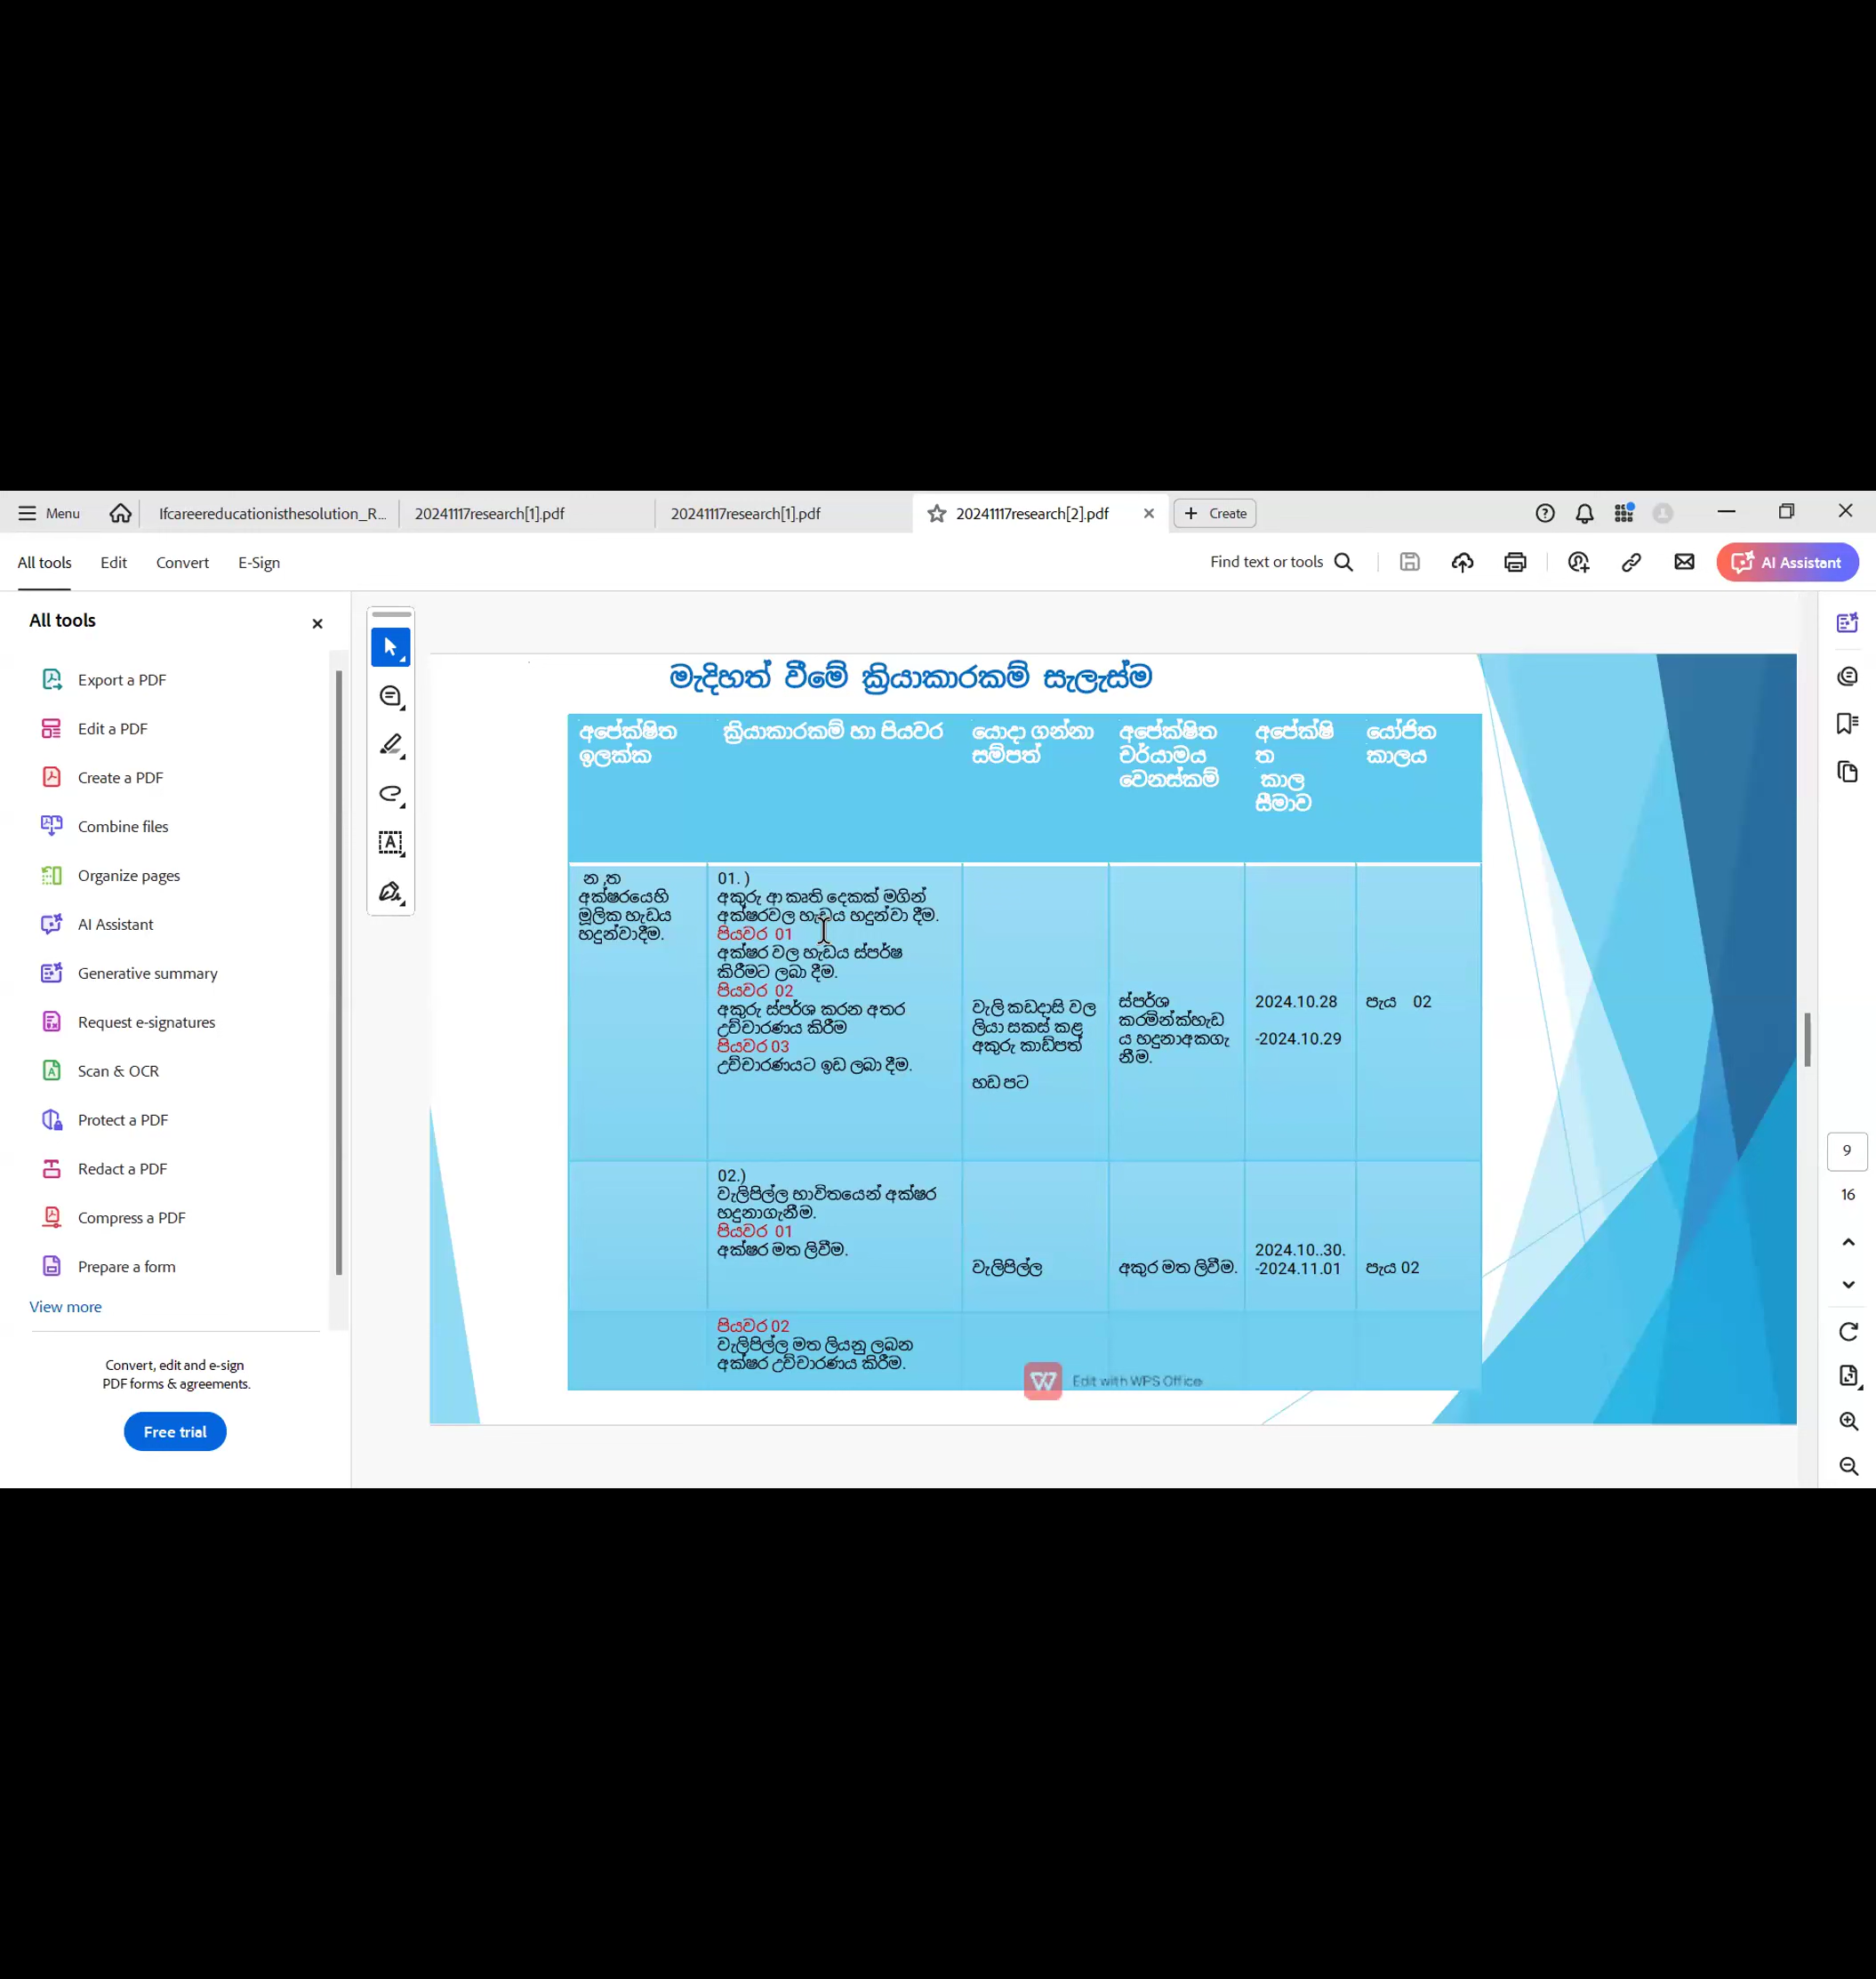 Menu
Ifcareereducationisthesolution_R...
20241117research[1].pdf
20241117research[1].pdf
20241117research[2].pdf
Create
All tools
Edit
Convert
E-Sign
Find text or tools
AI Assistant
All tools
Export a PDF
Edit a PDF
Create a PDF
Combine files
Organize pages
AI Assistant
Generative summary
Request e-signatures
Scan & OCR
Protect a PDF
Redact a PDF
Compress a PDF
Prepare a form
View more
Convert, edit and e-sign
PDF forms & agreements.
Free trial
මැදිහත් වීමේ ක්‍රියාකාරකම් සැලැස්ම
අපේක්ෂිත
ඉලක්ක
ක්‍රියාකාරකම් හා පියවර
යොදා ගන්නා
සම්පත්
අපේක්ෂිත
චර්යාමය
වෙනස්කම්
අපේක්ෂි
ත
කාල
සීමාව
යෝජිත
කාලය
න ,ත
අක්ෂරයෙහි
මූලික හැඩය
හදුන්වාදීම.
01. )
අකුරු ආ කෘති දෙකක් මගින්
අක්ෂරවල හැඩය හදුන්වා දීම.
පියවර 01
අක්ෂර වල හැඩය ස්පර්ෂ
කිරීමට ලබා දීම.
පියවර 02
අකුරු ස්පර්ශ කරන අතර
උච්චාරණය කිරීම
පියවර 03
උච්චාරණයට ඉඩ ලබා දීම.
වැලි කඩදාසි වල
ලියා සකස් කළ
අකුරු කාඩ්පත්
හඩ පට
ස්පර්ශ
කරමින්ක්හැඩ
ය හදුනාඅකගැ
නීම.
2024.10.28
-2024.10.29
පැය 02
02.)
වැලිපිල්ල භාවිතයෙන් අක්ෂර
හදුනාගැනීම.
පියවර 01
අක්ෂර මත ලිවීම.
වැලිපිල්ල
අකුර මත ලිවීම.
2024.10..30.
-2024.11.01
පැය 02
පියවර 02
වැලිපිල්ල මත ලියනු ලබන
අක්ෂර උච්චාරණය කිරීම.
Edit with WPS Office
9
16